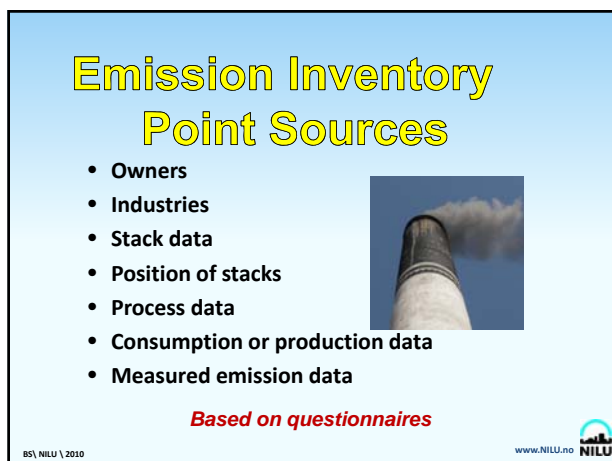 Emission Inventory
Point Sources
• Owners
• Industries
• Stack data
• Position of stacks
• Process data
• Consumption or production data
• Measured emission data
Based on questionnaires
BS\ NILU \ 2010
www.NILU.no NILU